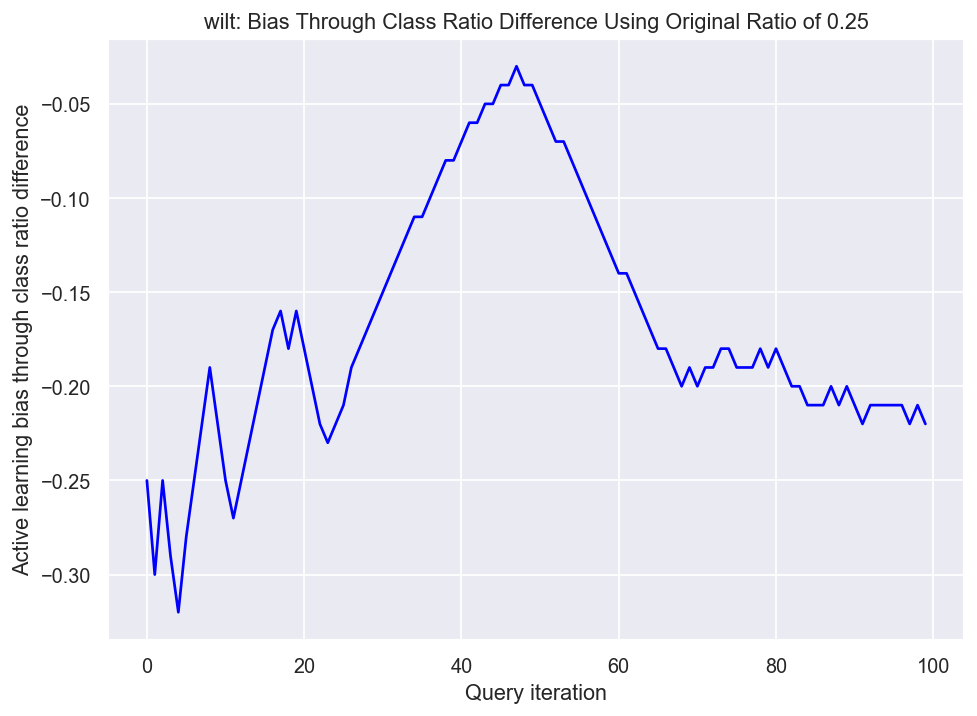 wilt: Bias Through Class Ratio Difference Using Original Ratio of 0.25
Active learning bias through class ratio difference
−0.05
−0.10
−0.15
−0.20
−0.25
−0.30
0 20 40 60 80 100
Query iteration